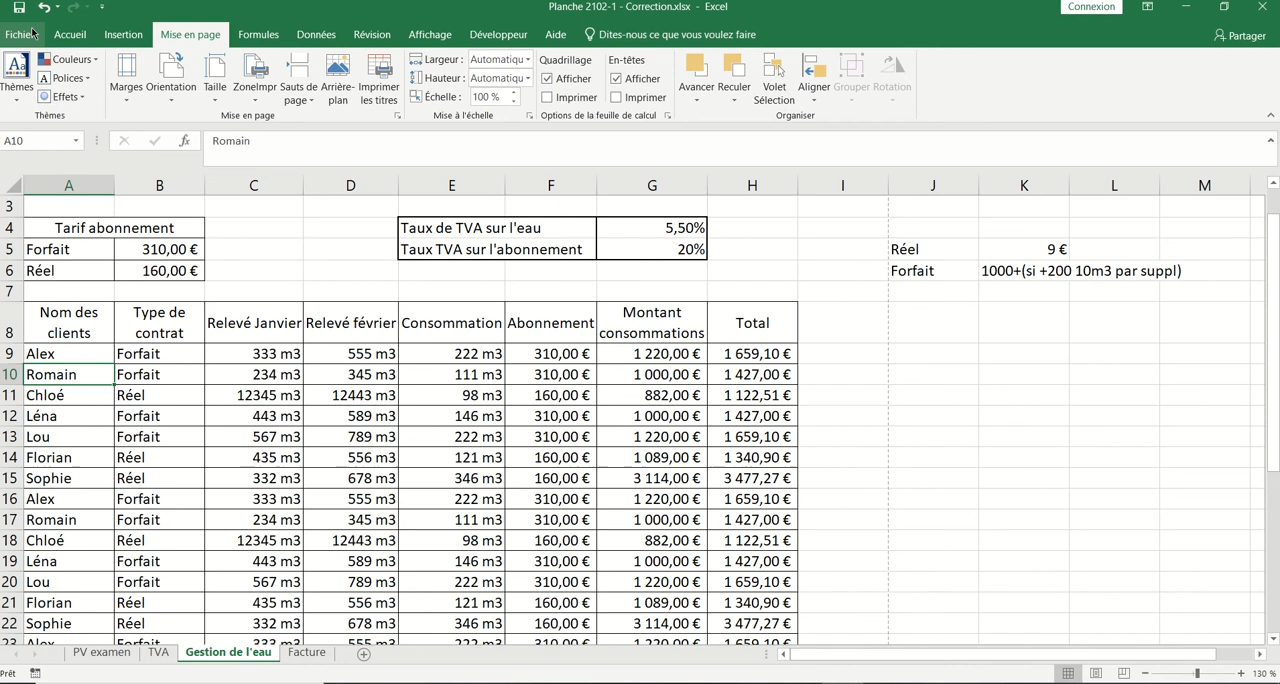 Planche 2102-1 - Correction.xlsx - Excel
Connexion
Fichier Accueil Insertion Mise en page Formules Données Révision Affichage Développeur Aide Dites-nous ce que vous voulez faire Partager
Couleurs Largeur : Automatiqu Quadrillage En-têtes
Polices Hauteur : Automatiqu Afficher Afficher
Thèmes Effets Marges Orientation Taille ZoneImpr Sauts de page Arrière-plan Imprimer les titres Échelle : 100 % Imprimer Imprimer Avancer Reculer Volet Sélection Aligner Grouper Rotation
Thèmes Mise en page Mise à l'échelle Options de la feuille de calcul Organiser
A10 fx Romain
A B C D E F G H I J K L M
3
4 Tarif abonnement Taux de TVA sur l'eau 5,50%
5 Forfait 310,00 € Taux TVA sur l'abonnement 20% Réel 9 €
6 Réel 160,00 € Forfait 1000+(si +200 10m3 par suppl)
7
8 Nom des clients Type de contrat Relevé Janvier Relevé février Consommation Abonnement Montant consommations Total
9 Alex Forfait 333 m3 555 m3 222 m3 310,00 € 1 220,00 € 1 659,10 €
10 Romain Forfait 234 m3 345 m3 111 m3 310,00 € 1 000,00 € 1 427,00 €
11 Chloé Réel 12345 m3 12443 m3 98 m3 160,00 € 882,00 € 1 122,51 €
12 Léna Forfait 443 m3 589 m3 146 m3 310,00 € 1 000,00 € 1 427,00 €
13 Lou Forfait 567 m3 789 m3 222 m3 310,00 € 1 220,00 € 1 659,10 €
14 Florian Réel 435 m3 556 m3 121 m3 160,00 € 1 089,00 € 1 340,90 €
15 Sophie Réel 332 m3 678 m3 346 m3 160,00 € 3 114,00 € 3 477,27 €
16 Alex Forfait 333 m3 555 m3 222 m3 310,00 € 1 220,00 € 1 659,10 €
17 Romain Forfait 234 m3 345 m3 111 m3 310,00 € 1 000,00 € 1 427,00 €
18 Chloé Réel 12345 m3 12443 m3 98 m3 160,00 € 882,00 € 1 122,51 €
19 Léna Forfait 443 m3 589 m3 146 m3 310,00 € 1 000,00 € 1 427,00 €
20 Lou Forfait 567 m3 789 m3 222 m3 310,00 € 1 220,00 € 1 659,10 €
21 Florian Réel 435 m3 556 m3 121 m3 160,00 € 1 089,00 € 1 340,90 €
22 Sophie Réel 332 m3 678 m3 346 m3 160,00 € 3 114,00 € 3 477,27 €
23 Alex Forfait 333 m3 555 m3 222 m3 310,00 € 1 220,00 € 1 659,10 €
PV examen TVA Gestion de l'eau Facture
Prêt 130 %